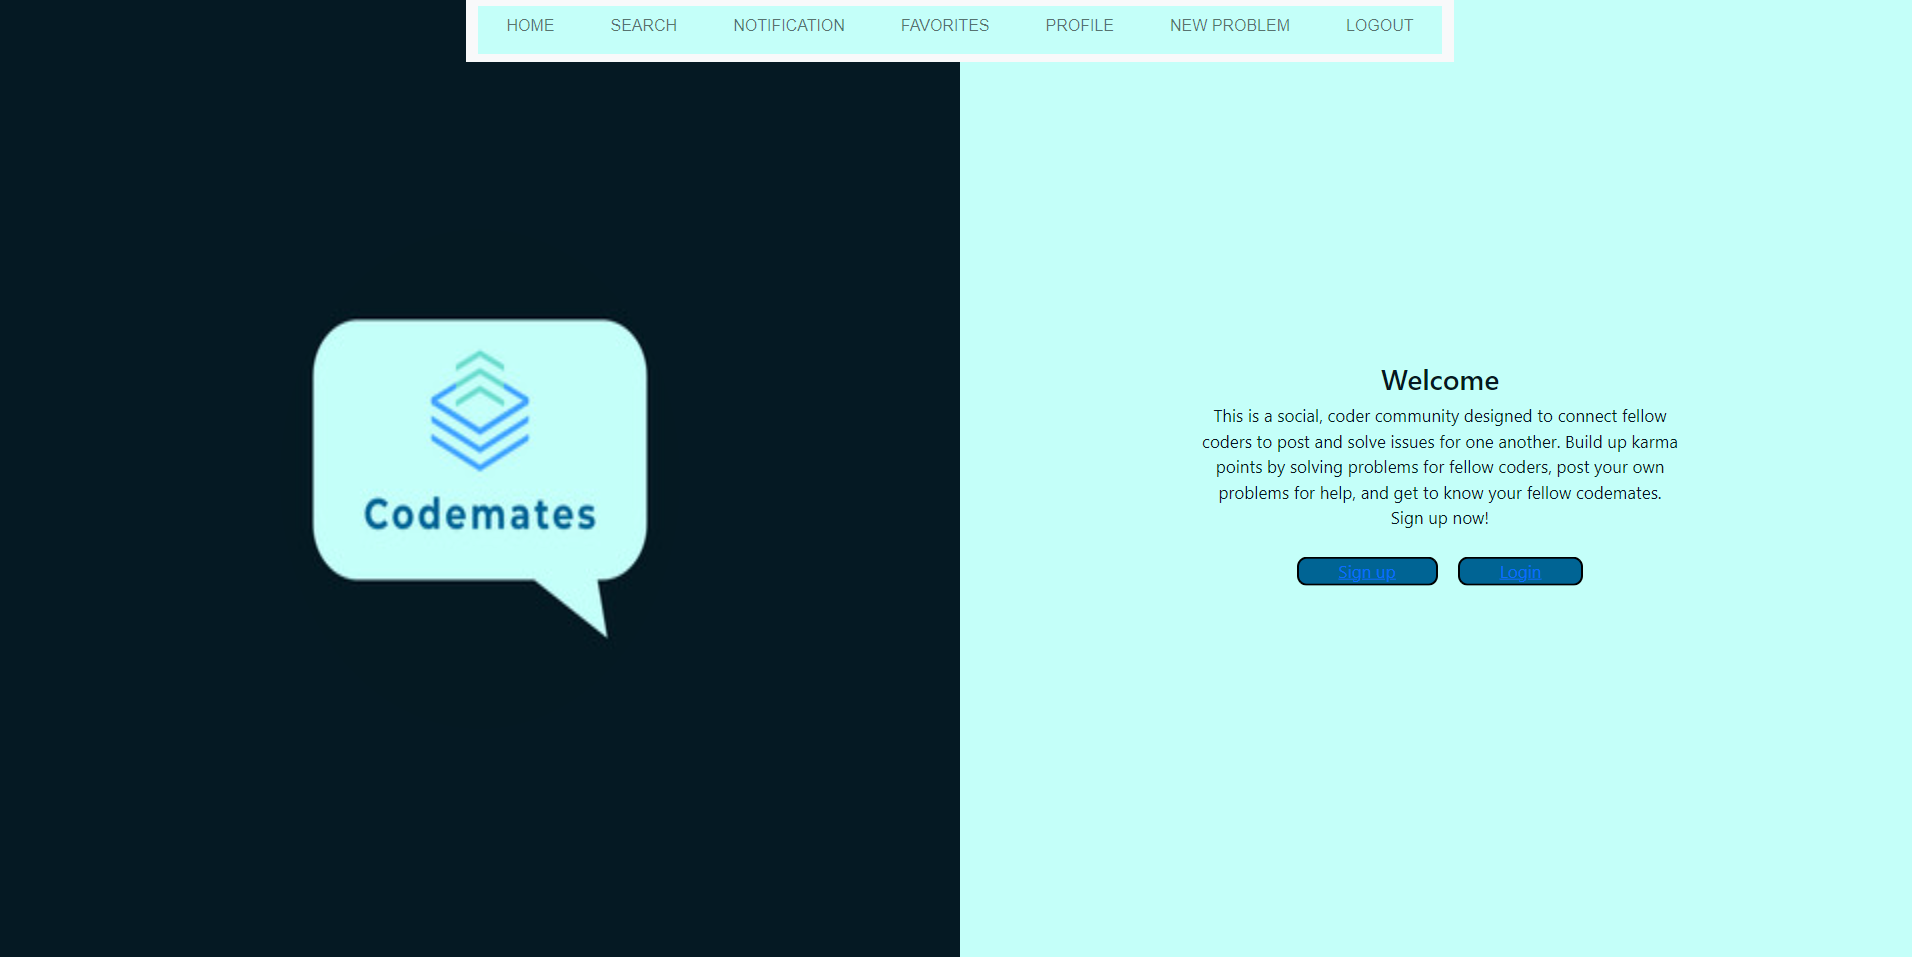 HOME SEARCH NOTIFICATION FAVORITES PROFILE NEW PROBLEM LOGOUT
Codemates
Welcome
This is a social, coder community designed to connect fellow
coders to post and solve issues for one another. Build up karma
points by solving problems for fellow coders, post your own
problems for help, and get to know your fellow codemates.
Sign up now!
Sign up Login